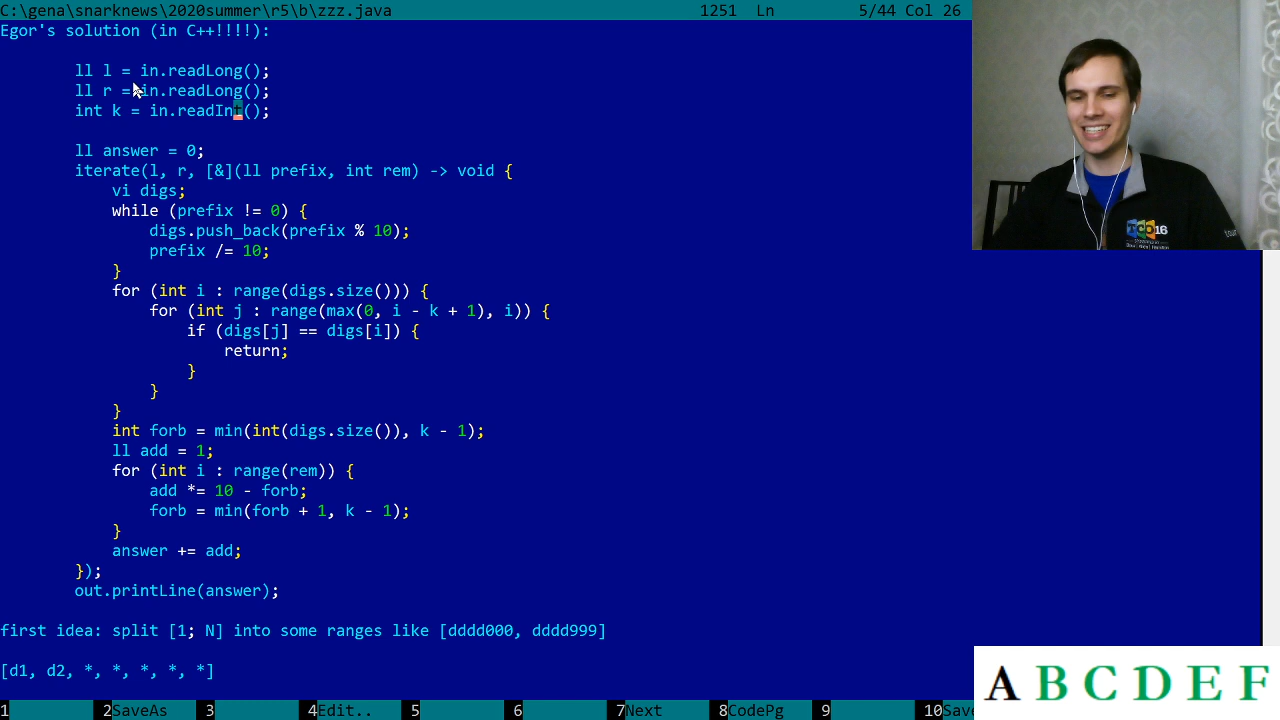 C:\gena\snarknews\2020summer\r5\b\zzz.java 1251 Ln 5/44 Col 26
Egor's solution (in C++!!!!):
ll l = in.readLong();
ll r = in.readLong();
int k = in.readInt();
ll answer = 0;
iterate(l, r, [&](ll prefix, int rem) -> void {
vi digs;
while (prefix != 0) {
digs.push_back(prefix % 10);
prefix /= 10;
}
for (int i : range(digs.size())) {
for (int j : range(max(0, i - k + 1), i)) {
if (digs[j] == digs[i]) {
return;
}
}
}
int forb = min(int(digs.size()), k - 1);
ll add = 1;
for (int i : range(rem)) {
add *= 10 - forb;
forb = min(forb + 1, k - 1);
}
answer += add;
});
out.printLine(answer);
first idea: split [1; N] into some ranges like [dddd000, dddd999]
[d1, d2, *, *, *, *, *]
1 2SaveAs 3 4Edit.. 5 6 7Next 8CodePg 9 10Save
TCO16
A B C D E F